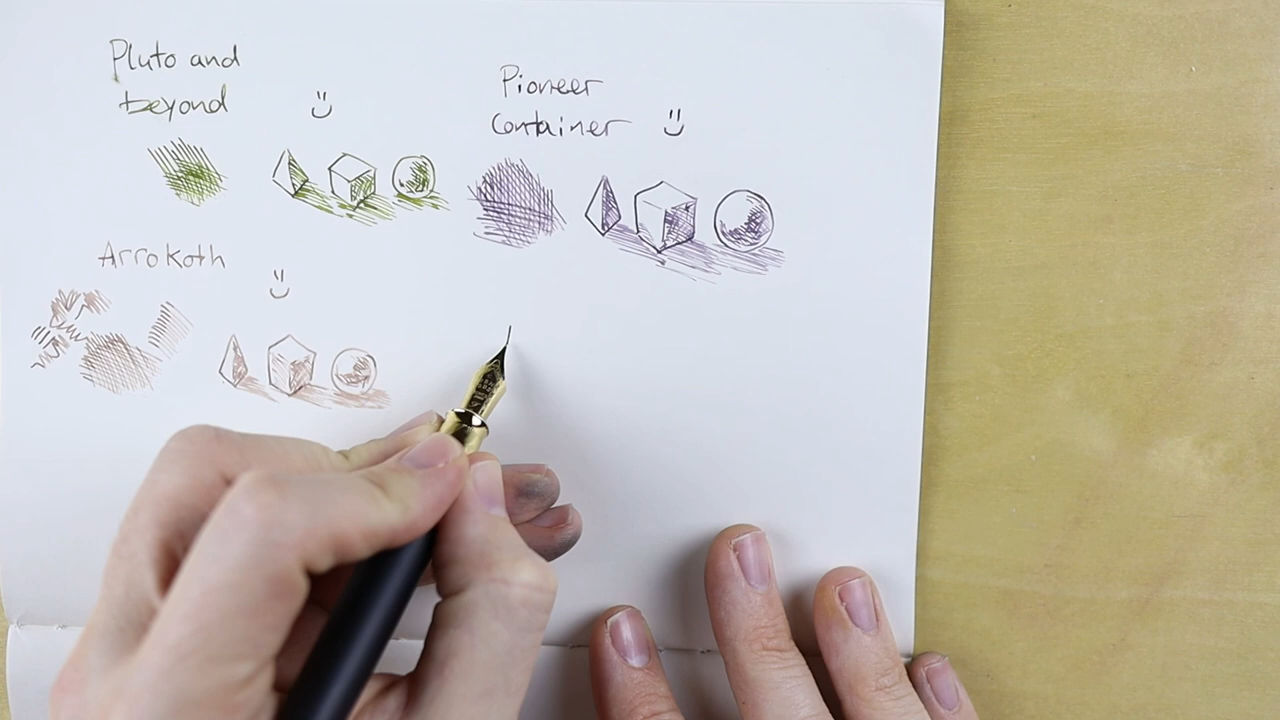 Pluto and
beyond
Pioneer
Container
Arrokoth